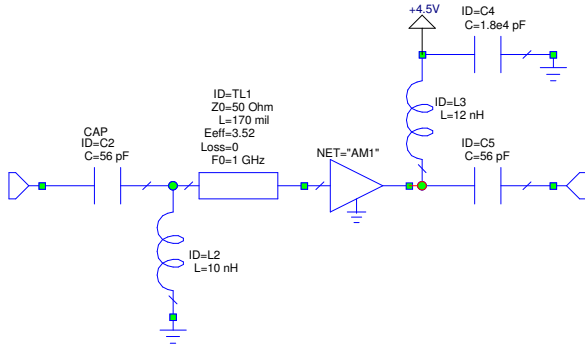 +4.5V
ID=C4
C=1.8e4 pF
ID=L3
L=12 nH
ID=TL1
Z0=50 Ohm
L=170 mil
Eeff=3.52
Loss=0
F0=1 GHz
CAP
ID=C2
C=56 pF
NET="AM1"
ID=C5
C=56 pF
ID=L2
L=10 nH